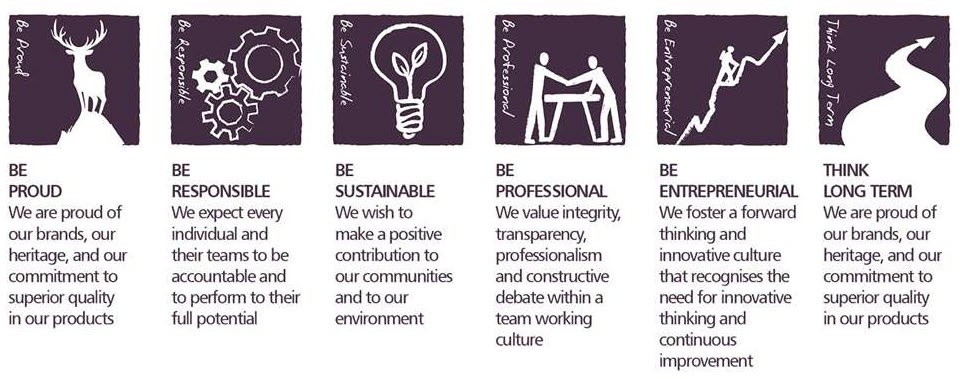 Be Proud
BE
PROUD
We are proud of
our brands, our
heritage, and our
commitment to
superior quality
in our products
Be Responsible
BE
RESPONSIBLE
We expect every
individual and
their teams to be
accountable and
to perform to their
full potential
Be Sustainable
BE
SUSTAINABLE
We wish to
make a positive
contribution to
our communities
and to our
environment
Be Professional
BE
PROFESSIONAL
We value integrity,
transparency,
professionalism
and constructive
debate within a
team working
culture
Be Entrepreneurial
BE
ENTREPRENEURIAL
We foster a forward
thinking and
innovative culture
that recognises the
need for innovative
thinking and
continuous
improvement
Think Long Term
THINK
LONG TERM
We are proud of
our brands, our
heritage, and our
commitment to
superior quality
in our products